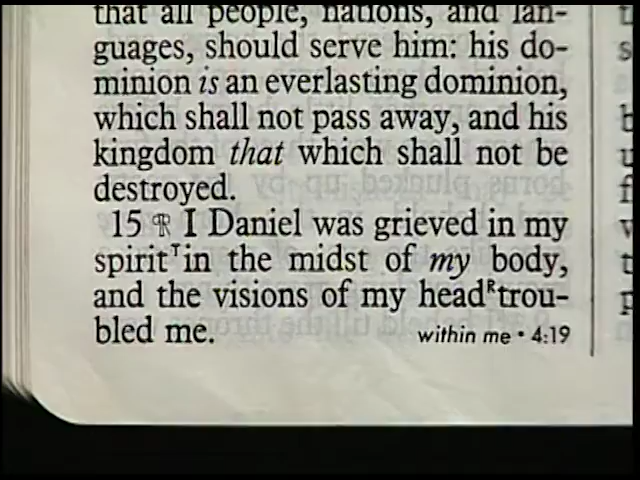 that all people, nations, and lan-
guages, should serve him: his do-
minion is an everlasting dominion,
which shall not pass away, and his
kingdom that which shall not be
destroyed.
15 ¶ I Daniel was grieved in my
spirit T in the midst of my body,
and the visions of my head R trou-
bled me. within me • 4:19